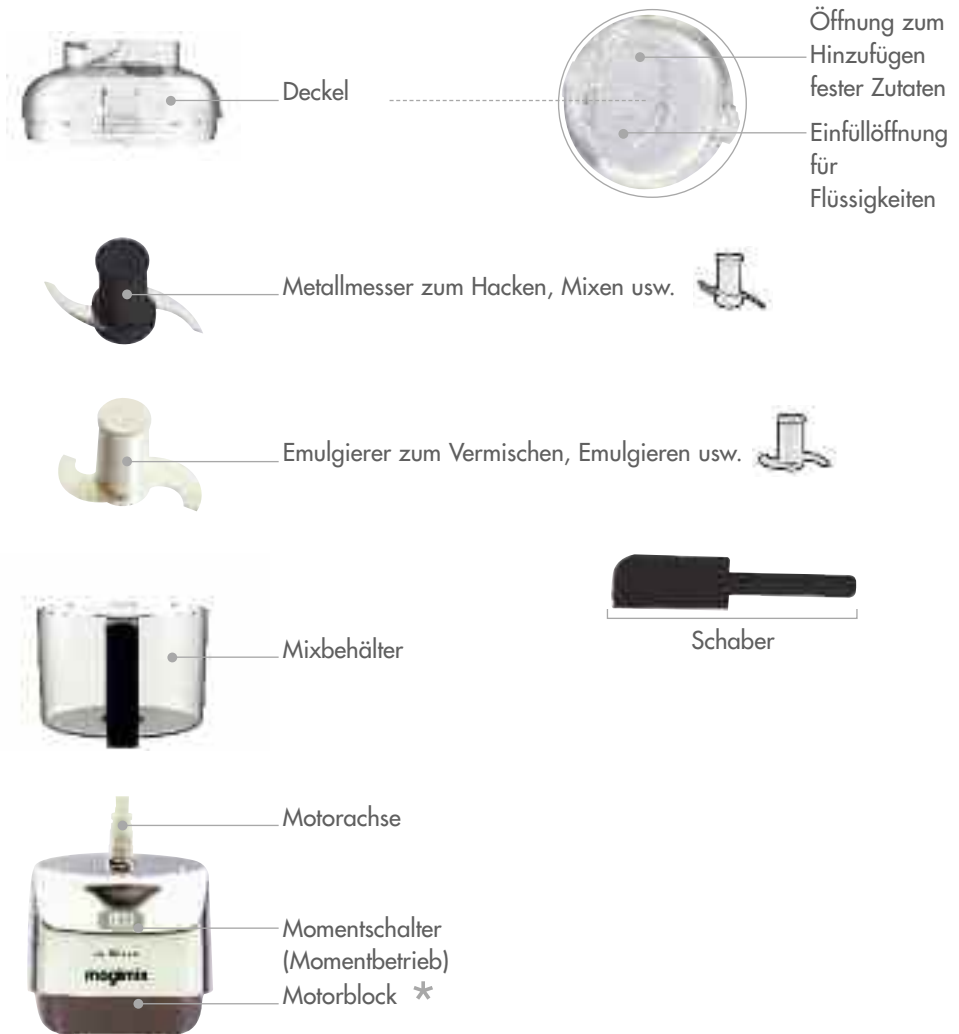 Deckel
Öffnung zum
Hinzufügen
fester Zutaten
Einfüllöffnung
für
Flüssigkeiten
Metallmesser zum Hacken, Mixen usw.
Emulgierer zum Vermischen, Emulgieren usw.
Schaber
Mixbehälter
Motorachse
Momentschalter
(Momentbetrieb)
magimix
Motorblock *